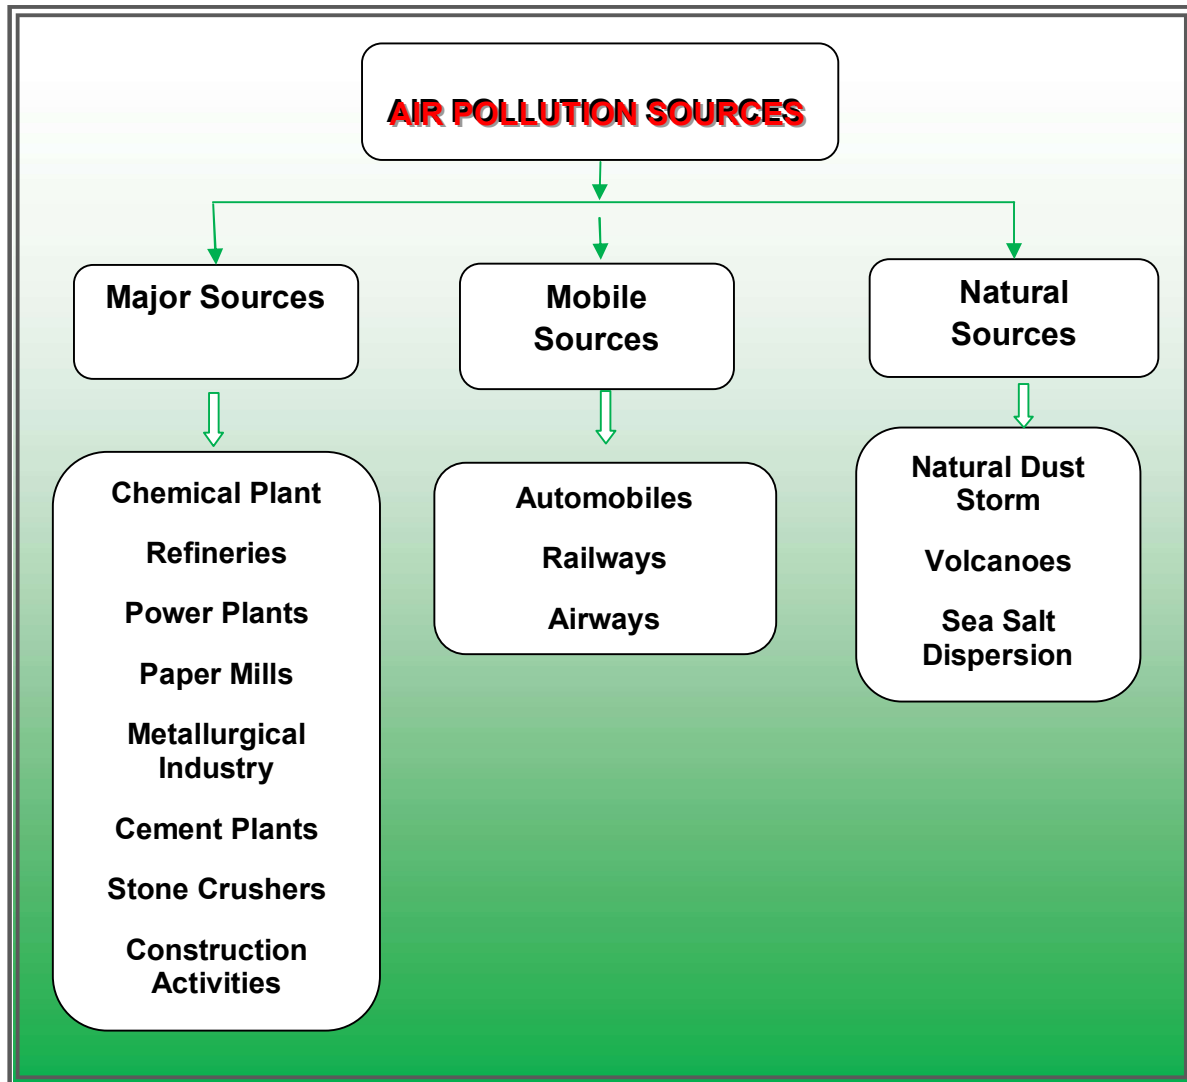 AIR POLLUTION SOURCES
Major Sources
Mobile
Sources
Natural
Sources
Chemical Plant
Refineries
Power Plants
Paper Mills
Metallurgical
Industry
Cement Plants
Stone Crushers
Construction
Activities
Automobiles
Railways
Airways
Natural Dust
Storm
Volcanoes
Sea Salt
Dispersion